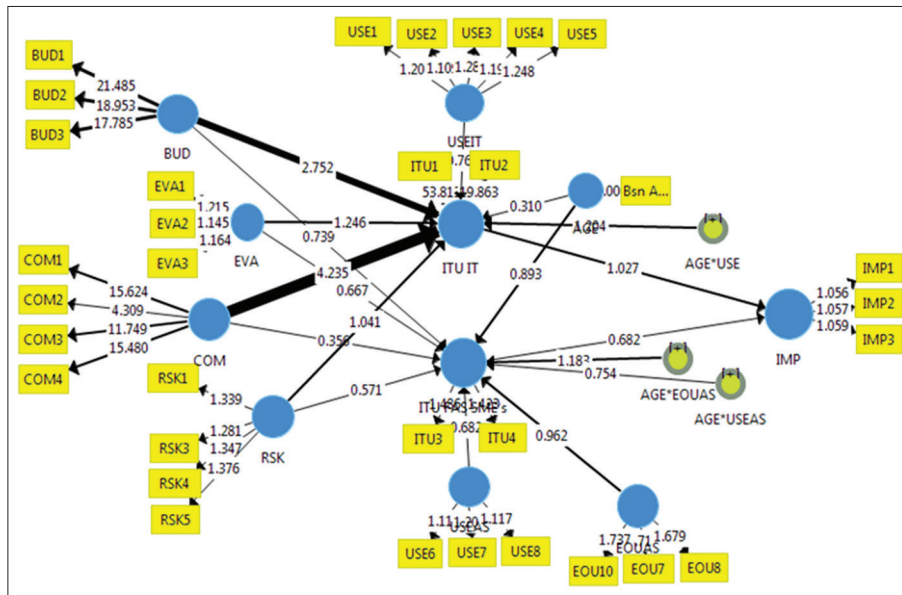 USE1 USE2 USE3 USE4 USE5
1.248
USEIT
BUD1
BUD2
BUD3
21.485
18.953
17.785
BUD
2.752
0.739
ITU1 ITU2
19.863
ITU IT
EVA1
EVA2
EVA3
1.215
1.145
1.164
EVA
1.246
0.667
0.310
AGE
Bsn A...
[+]
AGE*USE
0.893
1.027
COM1
COM2
COM3
COM4
15.624
4.309
11.749
15.480
COM
4.235
0.356
1.041
IMP1
IMP2
IMP3
1.056
1.057
1.059
IMP
0.682
RSK1
RSK3
RSK4
RSK5
1.339
1.281
1.347
1.376
RSK
0.571
1.183
[+]
AGE*EOUAS
0.754
[+]
AGE*USEAS
ITU3 ITU4
0.962
1.117
USEAS
USE6 USE7 USE8
EOUAS
1.737 1.679
EOU10 EOU7 EOU8